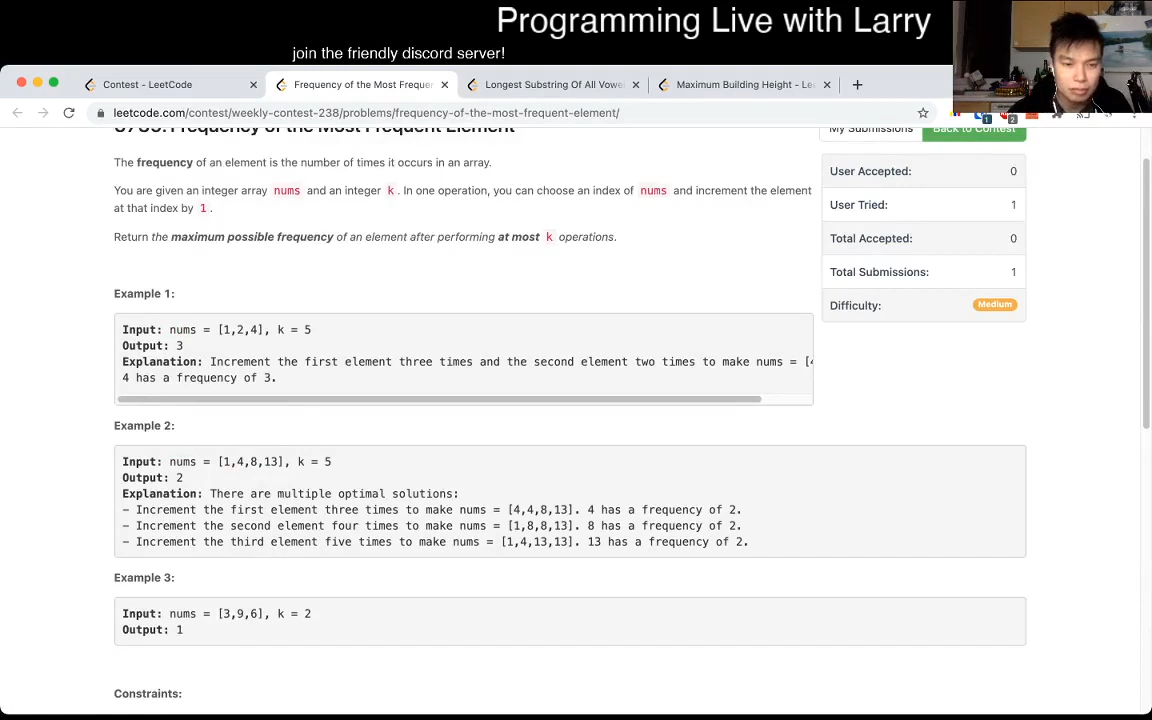 Programming Live with Larry
join the friendly discord server!
Contest - LeetCode
Frequency of the Most Frequen
Longest Substring Of All Vowe
Maximum Building Height - Le
leetcode.com/contest/weekly-contest-238/problems/frequency-of-the-most-frequent-element/
Frequency of the Most Frequent Element
My Submissions
Back to Contest
The frequency of an element is the number of times it occurs in an array.
You are given an integer array nums and an integer k. In one operation, you can choose an index of nums and increment the element
at that index by 1.
Return the maximum possible frequency of an element after performing at most k operations.
User Accepted: 0
User Tried: 1
Total Accepted: 0
Total Submissions: 1
Difficulty: Medium
Example 1:
Input: nums = [1,2,4], k = 5
Output: 3
Explanation: Increment the first element three times and the second element two times to make nums = [4
4 has a frequency of 3.
Example 2:
Input: nums = [1,4,8,13], k = 5
Output: 2
Explanation: There are multiple optimal solutions:
- Increment the first element three times to make nums = [4,4,8,13]. 4 has a frequency of 2.
- Increment the second element four times to make nums = [1,8,8,13]. 8 has a frequency of 2.
- Increment the third element five times to make nums = [1,4,13,13]. 13 has a frequency of 2.
Example 3:
Input: nums = [3,9,6], k = 2
Output: 1
Constraints: